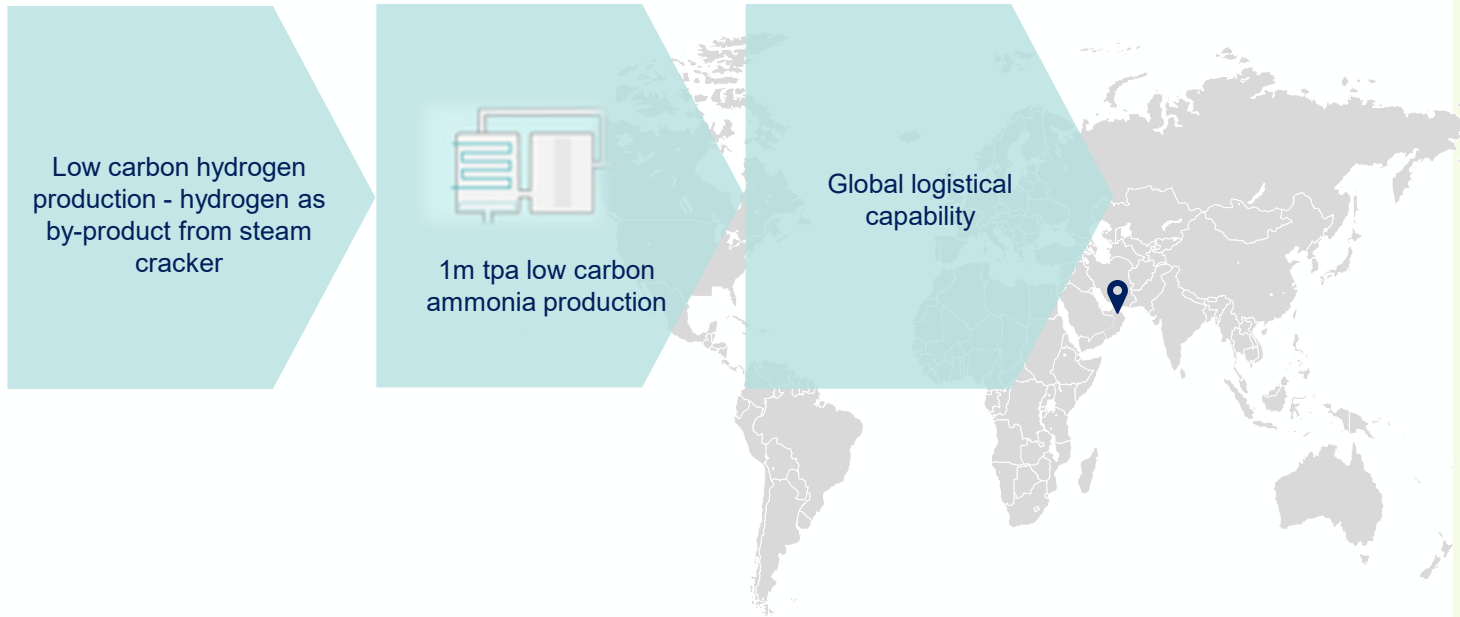 Low carbon hydrogen
production - hydrogen as
by-product from steam
cracker
1m tpa low carbon
ammonia production
Global logistical
capability